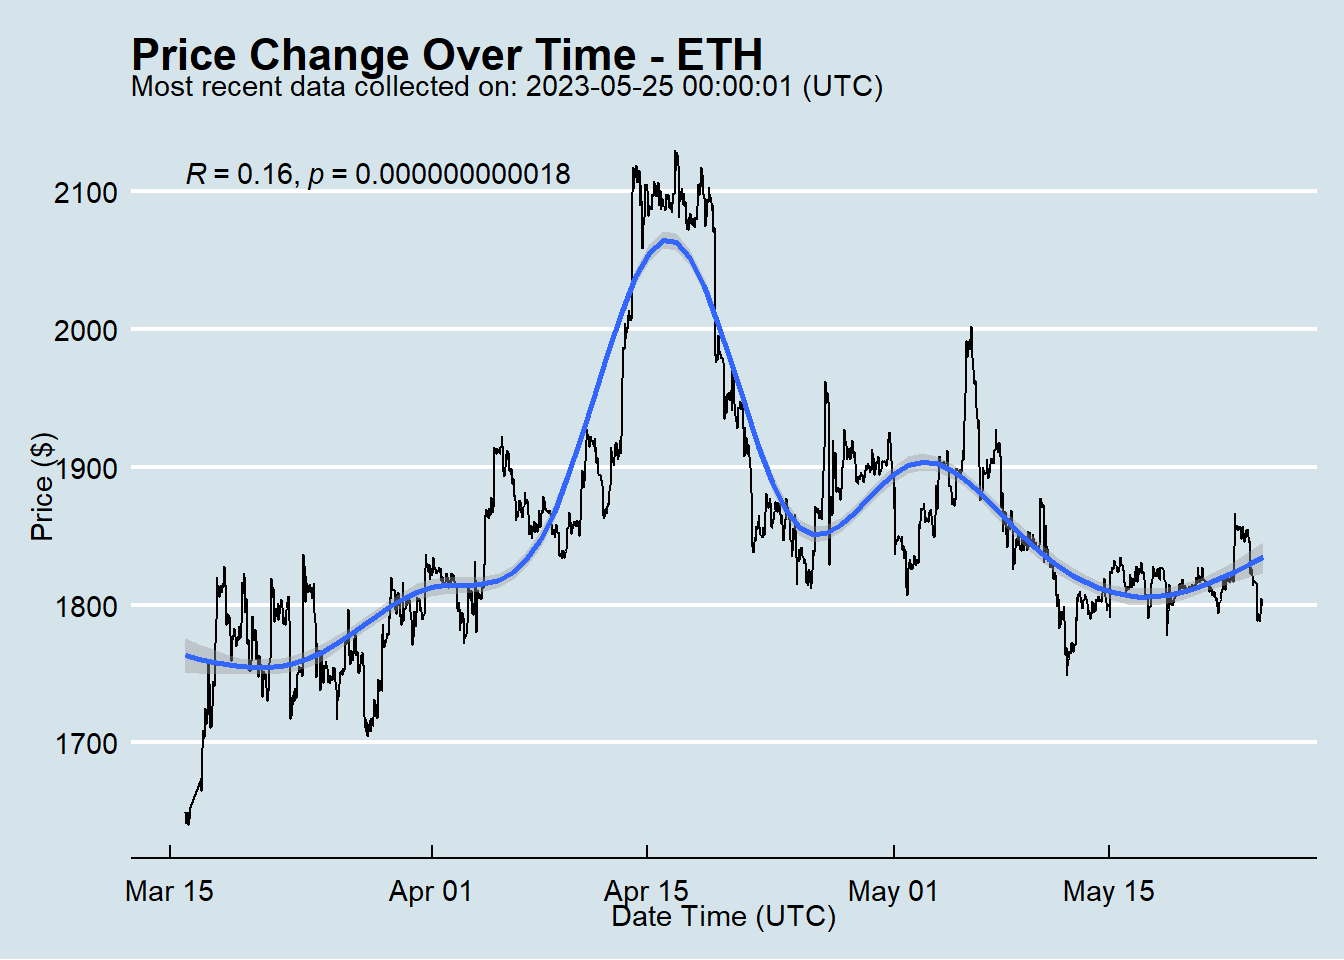 Price Change Over Time - ETH
Most recent data collected on: 2023-05-25 00:00:01 (UTC)
R = 0.16, p = 0.000000000018
2100
2000
1900
1800
1700
Price ($)
Mar 15
Apr 01
Apr 15
May 01
May 15
Date Time (UTC)